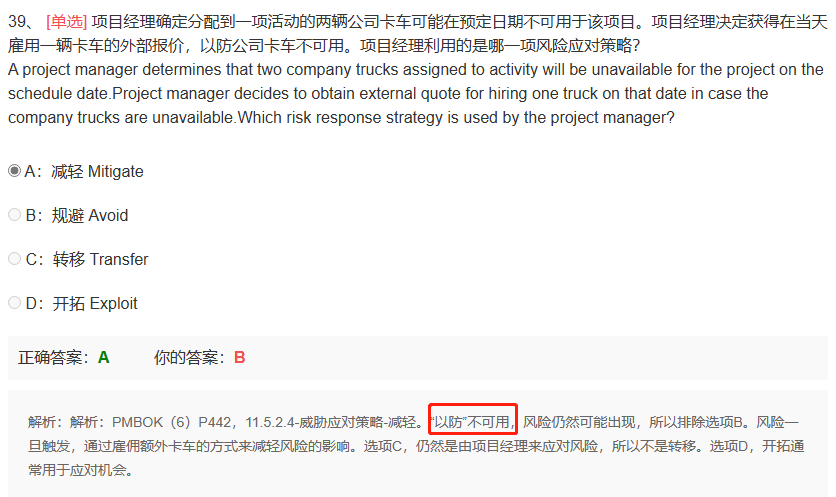 39、 [单选] 项目经理确定分配到一项活动的两辆公司卡车可能在预定日期不可用于该项目。项目经理决定获得在当天
雇用一辆卡车的外部报价，以防公司卡车不可用。项目经理利用的是哪一项风险应对策略?
A project manager determines that two company trucks assigned to activity will be unavailable for the project on the
schedule date.Project manager decides to obtain external quote for hiring one truck on that date in case the
company trucks are unavailable.Which risk response strategy is used by the project manager?
A： 减轻 Mitigate
B： 规避 Avoid
C： 转移 Transfer
D： 开拓 Exploit
正确答案：A 你的答案：B
解析：解析：PMBOK（6）P442，11.5.2.4-威胁应对策略-减轻。“以防”不可用，风险仍然可能出现，所以排除选项B。风险一
旦触发，通过雇佣额外卡车的方式来减轻风险的影响。选项C，仍然是由项目经理来应对风险，所以不是转移。选项D，开拓通
常用于应对机会。